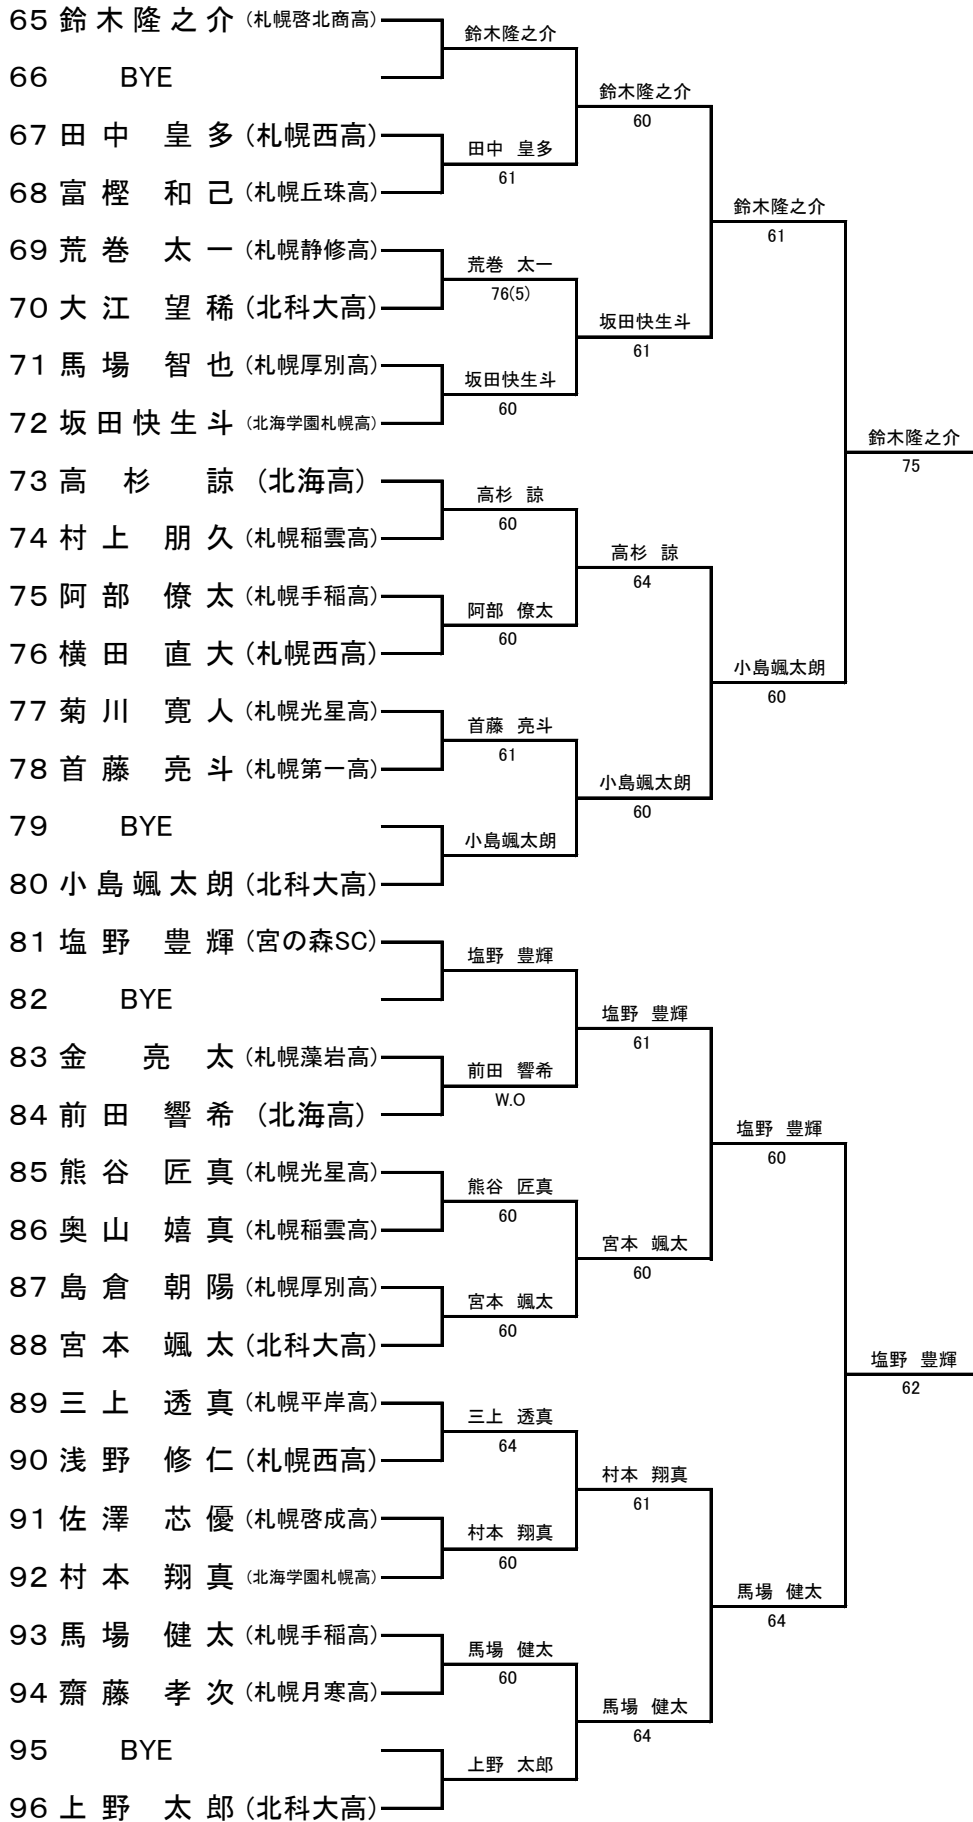 65 鈴木隆之介 (札幌啓北商高)
鈴木隆之介
66 BYE
鈴木隆之介
60
67 田中 皇多 (札幌西高)
田中 皇多
61
68 富樫 和己 (札幌丘珠高)
鈴木隆之介
61
69 荒巻 太一 (札幌静修高)
荒巻 太一
76(5)
70 大江 望稀 (北科大高)
坂田快生斗
61
71 馬場 智也 (札幌厚別高)
坂田快生斗
60
72 坂田快生斗 (北海学園札幌高)
鈴木隆之介
75
73 高杉 諒 (北海高)
高杉 諒
60
74 村上 朋久 (札幌稲雲高)
高杉 諒
64
75 阿部 僚太 (札幌手稲高)
阿部 僚太
60
76 横田 直大 (札幌西高)
小島颯太朗
60
77 菊川 寛人 (札幌光星高)
首藤 亮斗
61
78 首藤 亮斗 (札幌第一高)
小島颯太朗
60
79 BYE
小島颯太朗
80 小島颯太朗 (北科大高)
81 塩野 豊輝 (宮の森SC)
塩野 豊輝
82 BYE
塩野 豊輝
61
83 金 亮太 (札幌藻岩高)
前田 響希
W.O
84 前田 響希 (北海高)
塩野 豊輝
60
85 熊谷 匠真 (札幌光星高)
熊谷 匠真
60
86 奥山 嬉真 (札幌稲雲高)
宮本 颯太
60
87 島倉 朝陽 (札幌厚別高)
宮本 颯太
60
88 宮本 颯太 (北科大高)
塩野 豊輝
62
89 三上 透真 (札幌平岸高)
三上 透真
64
90 浅野 修仁 (札幌西高)
村本 翔真
61
91 佐澤 芯優 (札幌啓成高)
村本 翔真
60
92 村本 翔真 (北海学園札幌高)
馬場 健太
64
93 馬場 健太 (札幌手稲高)
馬場 健太
60
94 齋藤 孝次 (札幌月寒高)
馬場 健太
64
95 BYE
上野 太郎
96 上野 太郎 (北科大高)